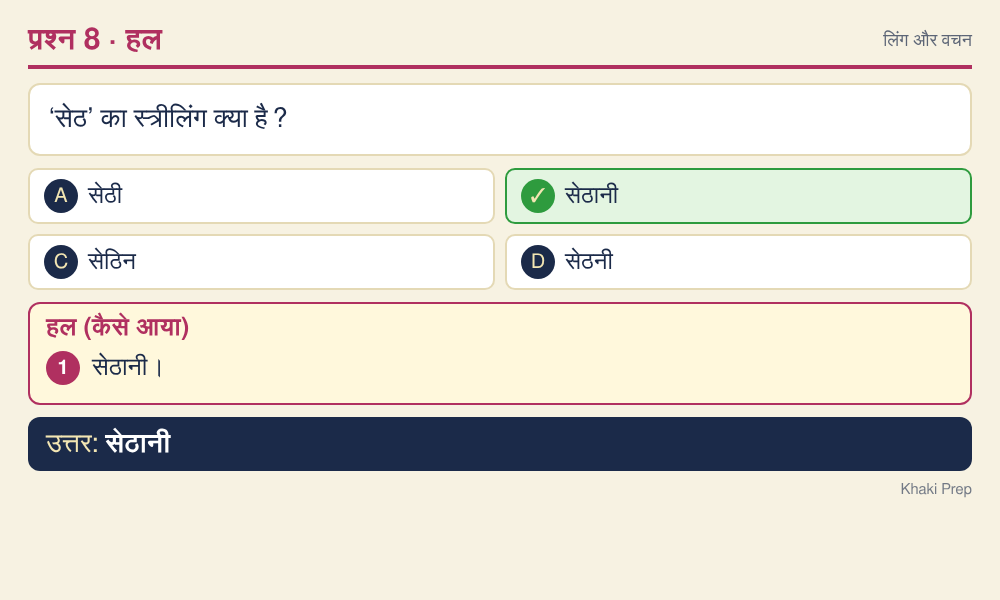 प्रश्न 8 · हल
लिंग और वचन
‘सेठ’ का स्त्रीलिंग क्या है ?
A सेठी
✓ सेठानी
C सेठिन
D सेठनी
हल (कैसे आया)
1 सेठानी।
उत्तर: सेठानी
Khaki Prep